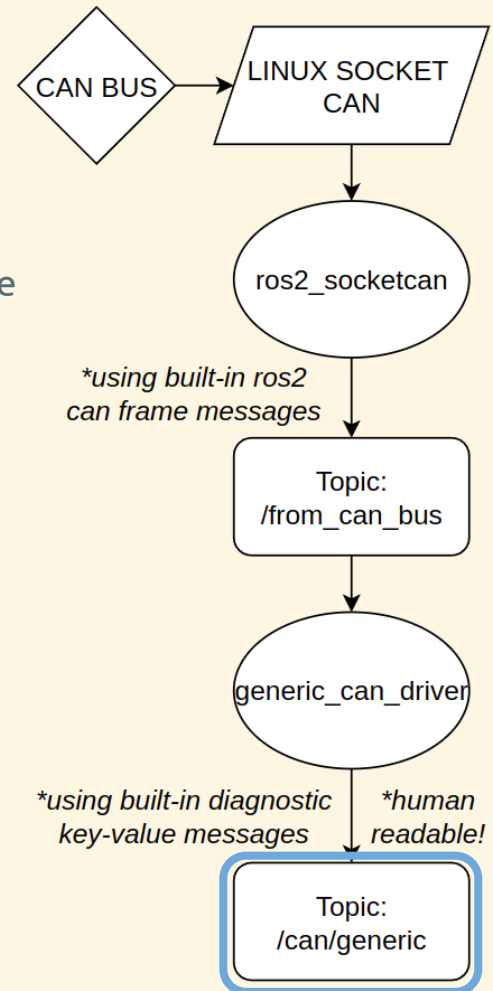 CAN BUS
LINUX SOCKET
CAN
ros2_socketcan
e
*using built-in ros2
can frame messages
Topic:
/from_can_bus
generic_can_driver
*using built-in diagnostic
key-value messages
*human
readable!
Topic:
/can/generic